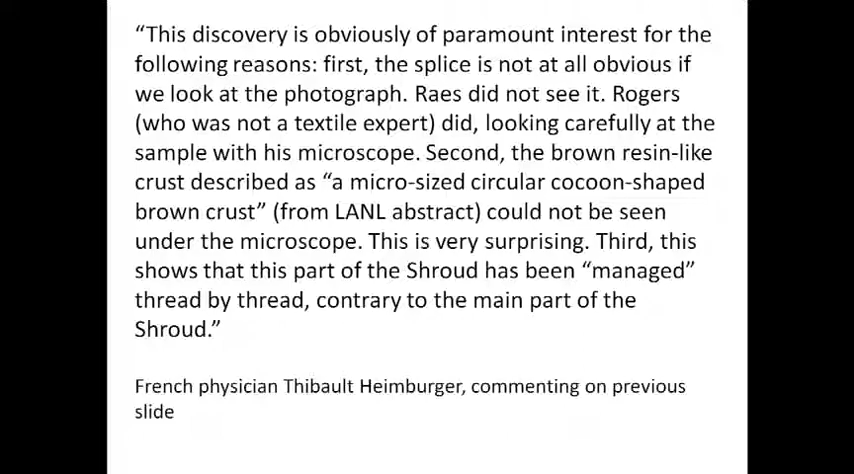 “This discovery is obviously of paramount interest for the
following reasons: first, the splice is not at all obvious if
we look at the photograph. Raes did not see it. Rogers
(who was not a textile expert) did, looking carefully at the
sample with his microscope. Second, the brown resin-like
crust described as “a micro-sized circular cocoon-shaped
brown crust” (from LANL abstract) could not be seen
under the microscope. This is very surprising. Third, this
shows that this part of the Shroud has been “managed”
thread by thread, contrary to the main part of the
Shroud.”
French physician Thibault Heimburger, commenting on previous
slide